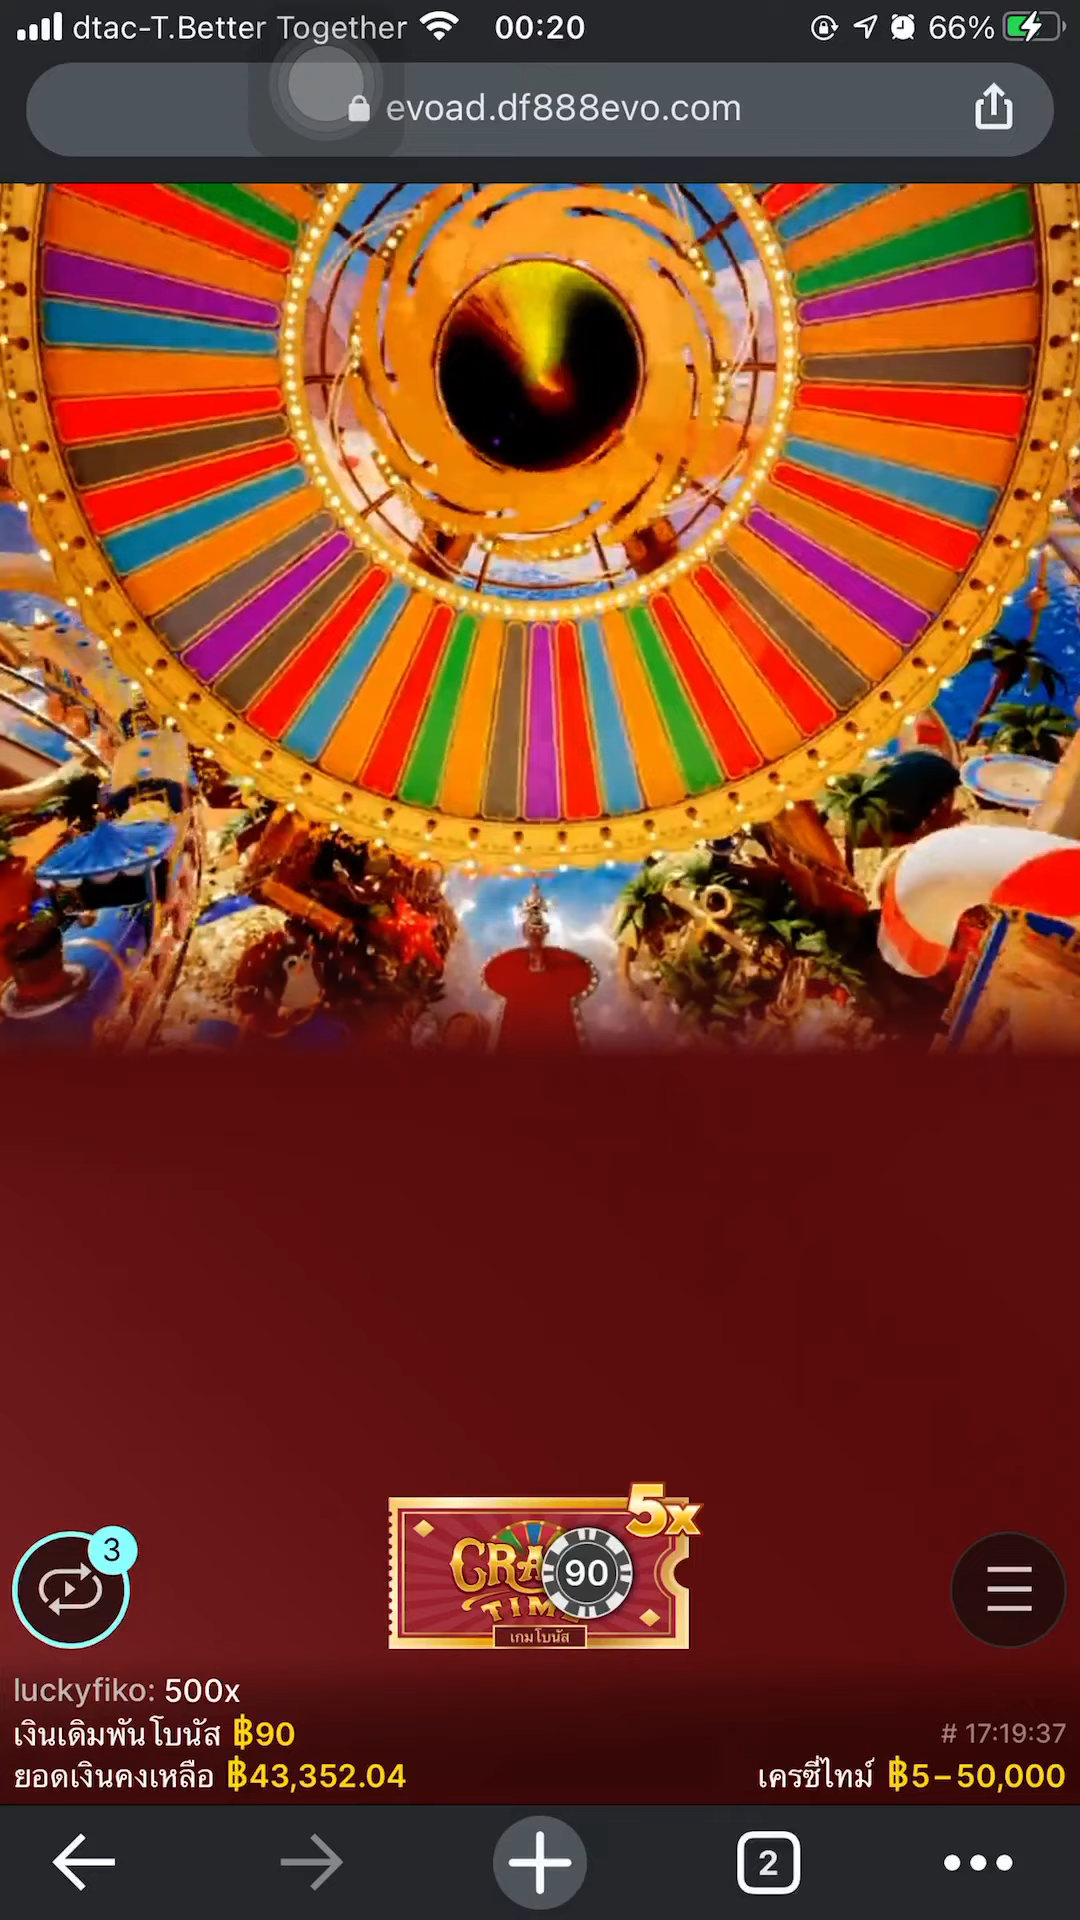 dtac-T.Better Together 00:20 66%
evoad.df888evo.com
5x
CRAZY
TIME
90
เกมโบนัส
3
luckyfiko: 500x
เงินเดิมพันโบนัส ฿90
# 17:19:37
ยอดเงินคงเหลือ ฿43,352.04
เครซี่ไทม์ ฿5–50,000
2